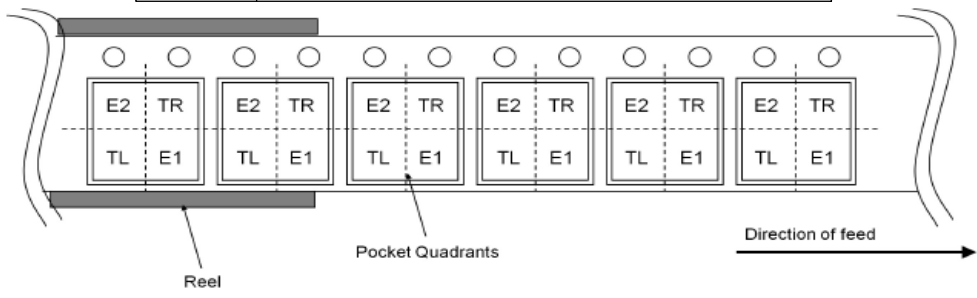 E2 TR E2 TR E2 TR E2 TR E2 TR E2 TR
TL E1 TL E1 TL E1 TL E1 TL E1 TL E1
Direction of feed
Pocket Quadrants
Reel